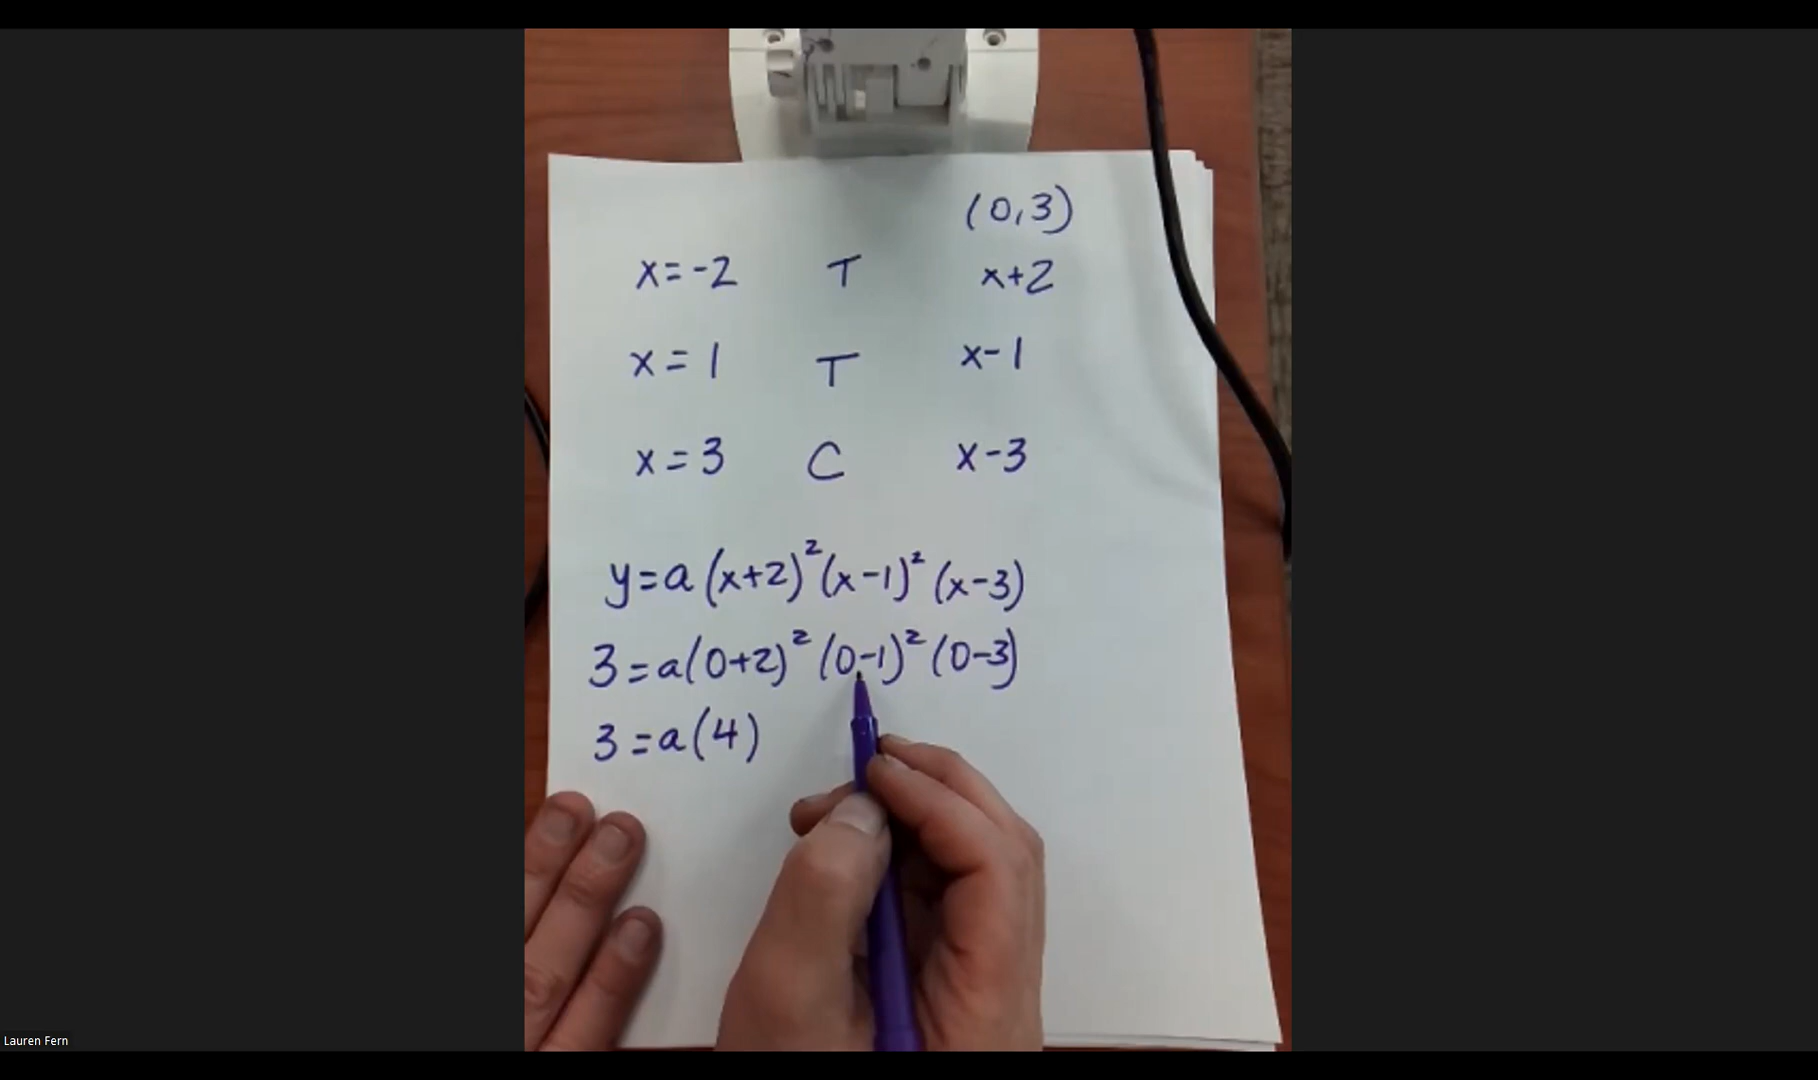 (0,3)
x=-2 T x+2
x=1 T x-1
x=3 C x-3
y=a(x+2)²(x-1)²(x-3)
3=a(0+2)²(0-1)²(0-3)
3=a(4)
Lauren Fern